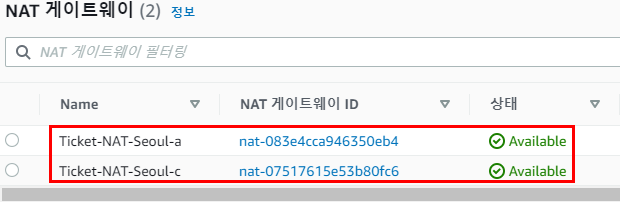 NAT 게이트웨이 (2) 정보
NAT 게이트웨이 필터링
Name NAT 게이트웨이 ID 상태
Ticket-NAT-Seoul-a nat-083e4cca946350eb4 Available
Ticket-NAT-Seoul-c nat-07517615e53b80fc6 Available